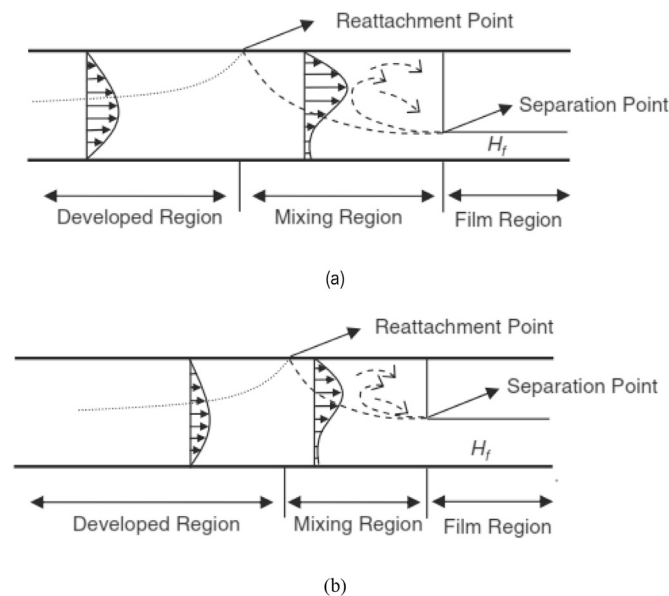 Reattachment Point
Separation Point
H_f
Developed Region
Mixing Region
Film Region
(a)
Reattachment Point
Separation Point
H_f
Developed Region
Mixing Region
Film Region
(b)